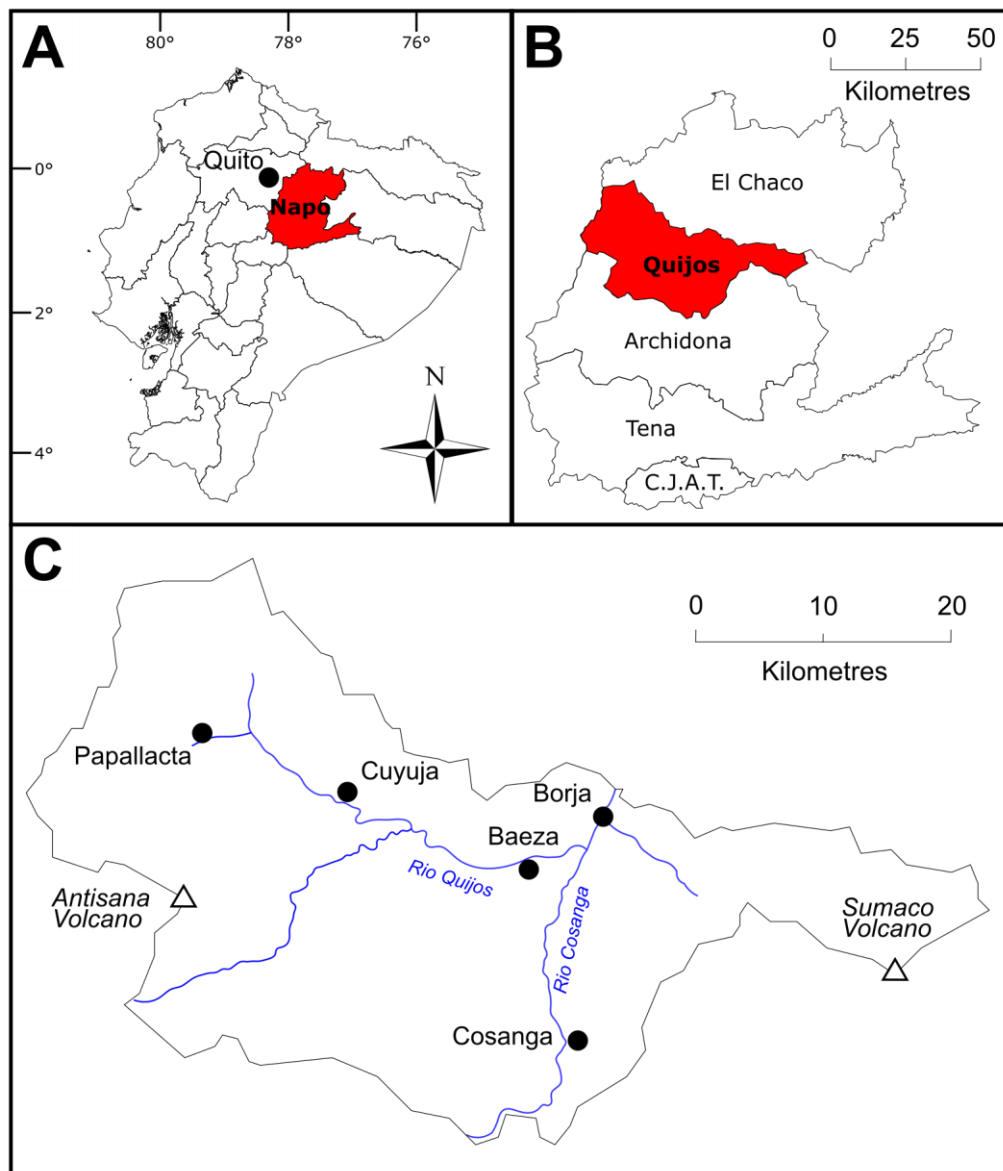 A
80°
78°
76°
0°
2°
4°
Quito
Napo
N
B
0 25 50
Kilometres
El Chaco
Quijos
Archidona
Tena
C.J.A.T.
C
0 10 20
Kilometres
Papallacta
Cuyuja
Borja
Baeza
Rio Quijos
Antisana
Volcano
Rio Cosanga
Sumaco
Volcano
Cosanga